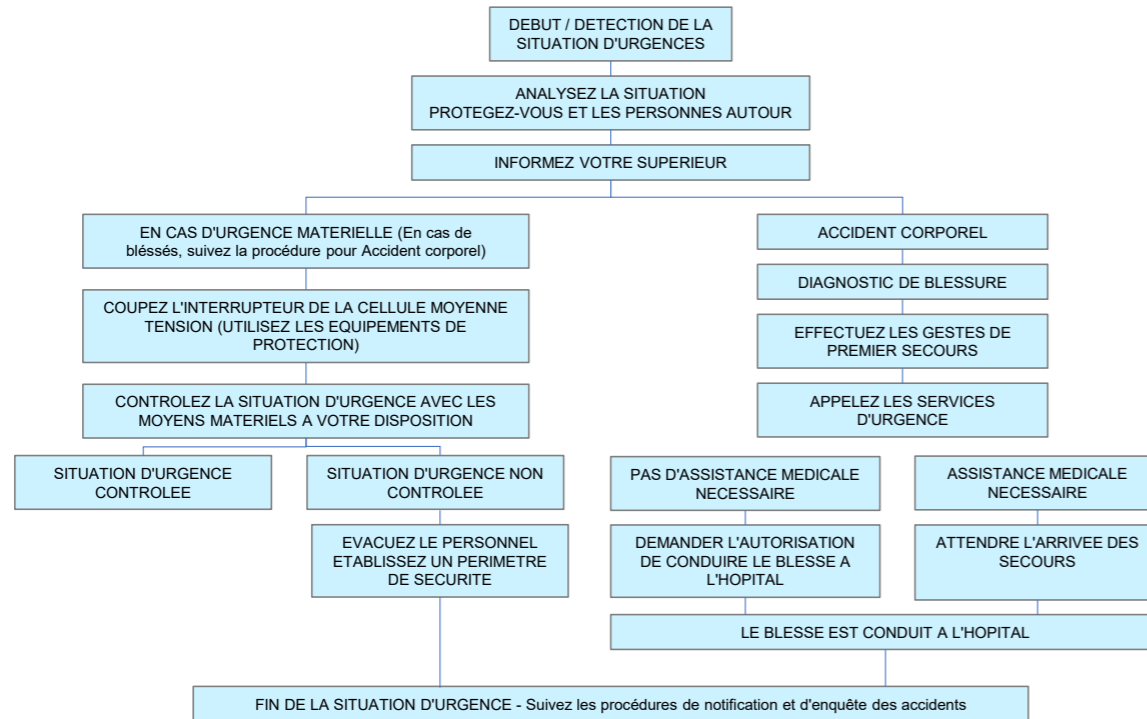 DEBUT / DETECTION DE LA
SITUATION D'URGENCES
ANALYSEZ LA SITUATION
PROTEGEZ-VOUS ET LES PERSONNES AUTOUR
INFORMEZ VOTRE SUPERIEUR
EN CAS D'URGENCE MATERIELLE (En cas de
bléssés, suivez la procédure pour Accident corporel)
COUPEZ L'INTERRUPTEUR DE LA CELLULE MOYENNE
TENSION (UTILISEZ LES EQUIPEMENTS DE
PROTECTION)
CONTROLEZ LA SITUATION D'URGENCE AVEC LES
MOYENS MATERIELS A VOTRE DISPOSITION
SITUATION D'URGENCE
CONTROLEE
SITUATION D'URGENCE NON
CONTROLEE
EVACUEZ LE PERSONNEL
ETABLISSEZ UN PERIMETRE
DE SECURITE
ACCIDENT CORPOREL
DIAGNOSTIC DE BLESSURE
EFFECTUEZ LES GESTES DE
PREMIER SECOURS
APPELEZ LES SERVICES
D'URGENCE
PAS D'ASSISTANCE MEDICALE
NECESSAIRE
DEMANDER L'AUTORISATION
DE CONDUIRE LE BLESSE A
L'HOPITAL
ASSISTANCE MEDICALE
NECESSAIRE
ATTENDRE L'ARRIVEE DES
SECOURS
LE BLESSE EST CONDUIT A L'HOPITAL
FIN DE LA SITUATION D'URGENCE - Suivez les procédures de notification et d'enquête des accidents